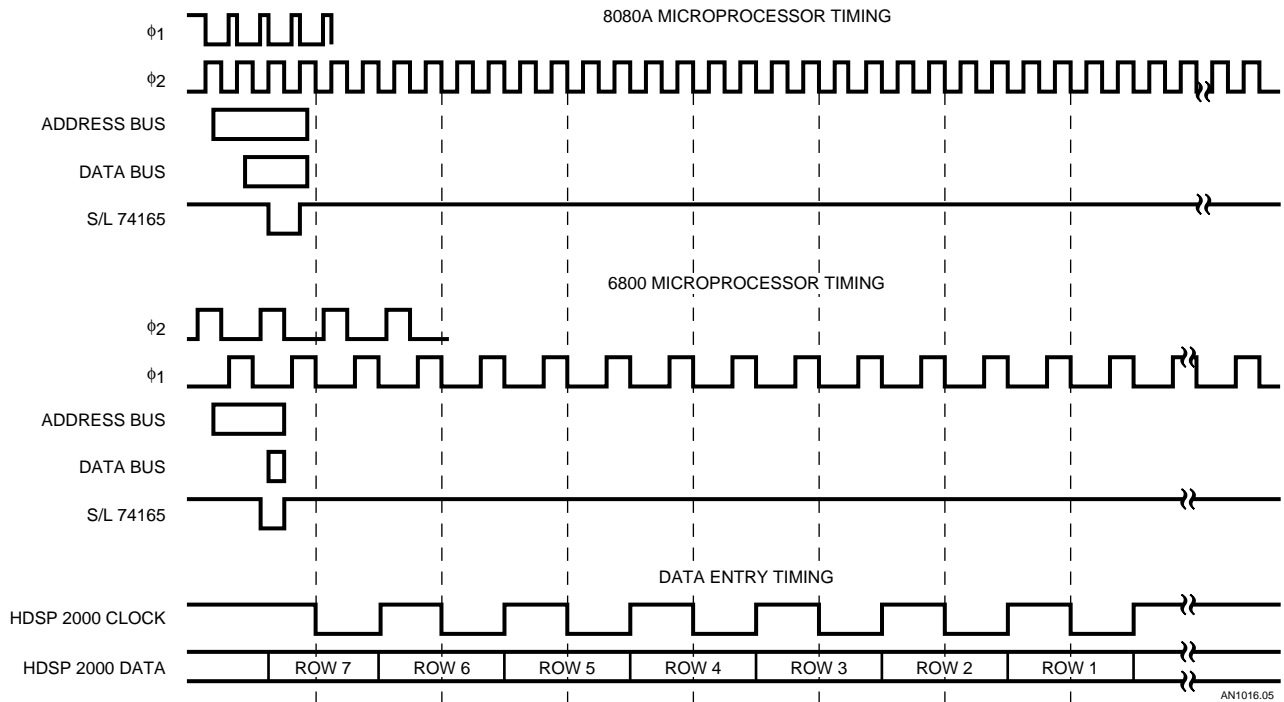 8080A MICROPROCESSOR TIMING
ϕ1
ϕ2
ADDRESS BUS
DATA BUS
S/L 74165
6800 MICROPROCESSOR TIMING
ϕ2
ϕ1
ADDRESS BUS
DATA BUS
S/L 74165
DATA ENTRY TIMING
HDSP 2000 CLOCK
HDSP 2000 DATA ROW 7 ROW 6 ROW 5 ROW 4 ROW 3 ROW 2 ROW 1
AN1016.05